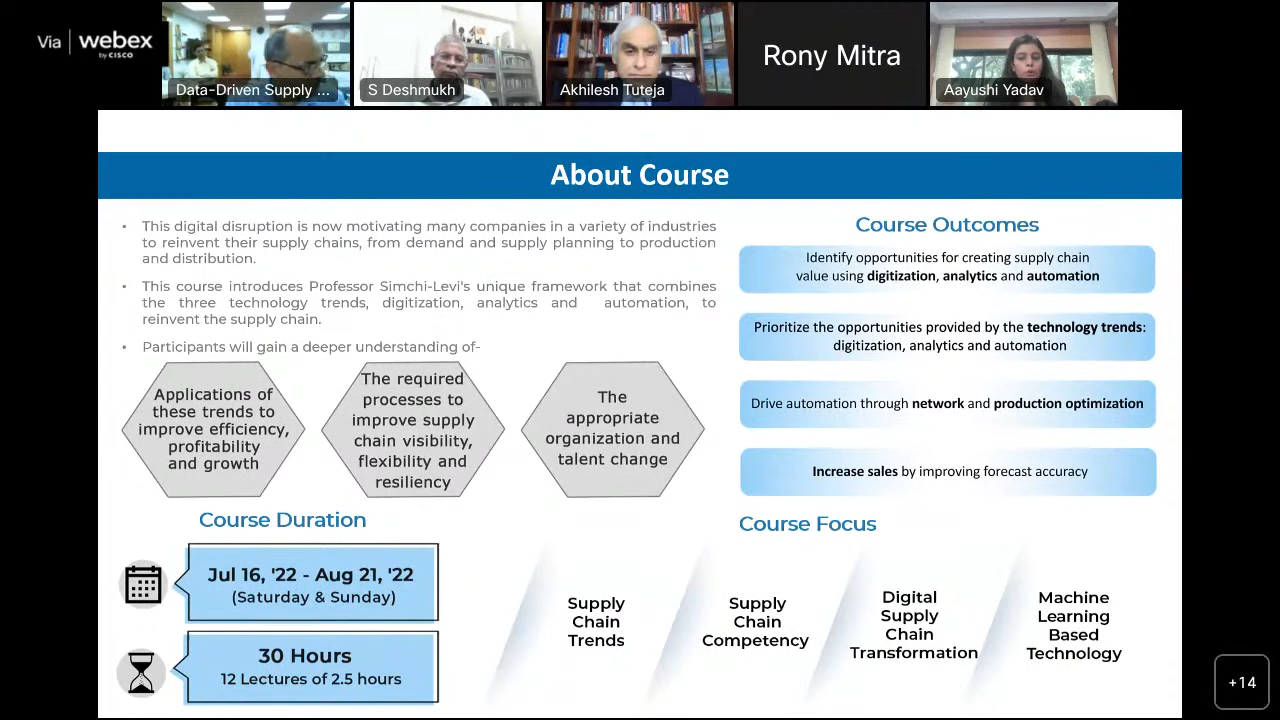 Via | webex
by CISCO
Data-Driven Supply ...
S Deshmukh
Akhilesh Tuteja
Rony Mitra
Aayushi Yadav
About Course
• This digital disruption is now motivating many companies in a variety of industries
to reinvent their supply chains, from demand and supply planning to production
and distribution.
• This course introduces Professor Simchi-Levi's unique framework that combines
the three technology trends, digitization, analytics and automation, to
reinvent the supply chain.
• Participants will gain a deeper understanding of-
Applications of
these trends to
improve efficiency,
profitability
and growth
The required
processes to
improve supply
chain visibility,
flexibility and
resiliency
The
appropriate
organization and
talent change
Course Outcomes
Identify opportunities for creating supply chain
value using digitization, analytics and automation
Prioritize the opportunities provided by the technology trends:
digitization, analytics and automation
Drive automation through network and production optimization
Increase sales by improving forecast accuracy
Course Duration
Jul 16, '22 - Aug 21, '22
(Saturday & Sunday)
30 Hours
12 Lectures of 2.5 hours
Course Focus
Supply
Chain
Trends
Supply
Chain
Competency
Digital
Supply
Chain
Transformation
Machine
Learning
Based
Technology
+14